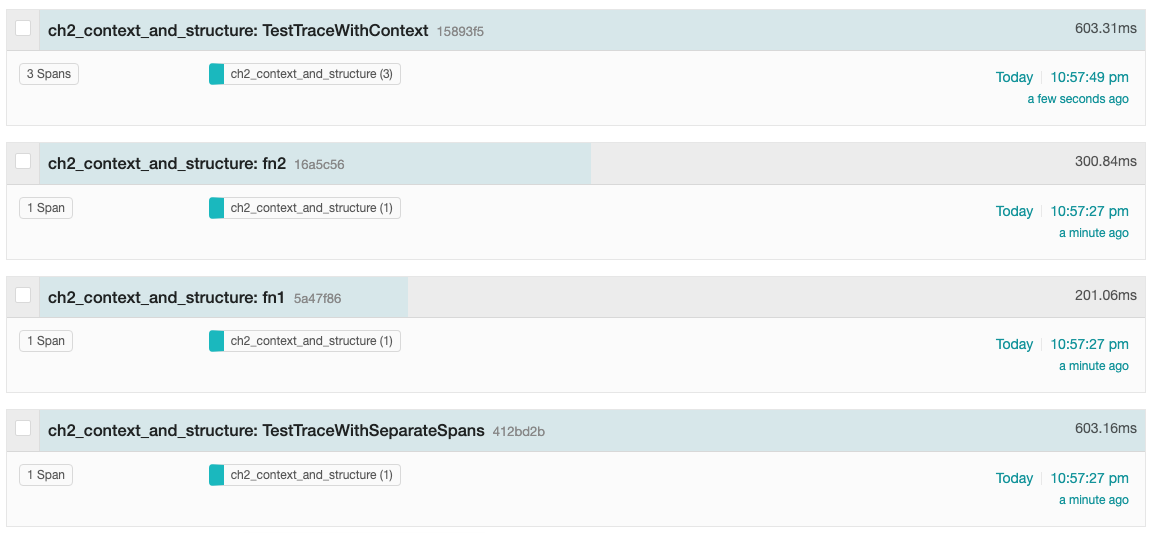 ch2_context_and_structure: TestTraceWithContext 15893f5 603.31ms
3 Spans ch2_context_and_structure (3) Today 10:57:49 pm
a few seconds ago
ch2_context_and_structure: fn2 16a5c56 300.84ms
1 Span ch2_context_and_structure (1) Today 10:57:27 pm
a minute ago
ch2_context_and_structure: fn1 5a47f86 201.06ms
1 Span ch2_context_and_structure (1) Today 10:57:27 pm
a minute ago
ch2_context_and_structure: TestTraceWithSeparateSpans 412bd2b 603.16ms
1 Span ch2_context_and_structure (1) Today 10:57:27 pm
a minute ago